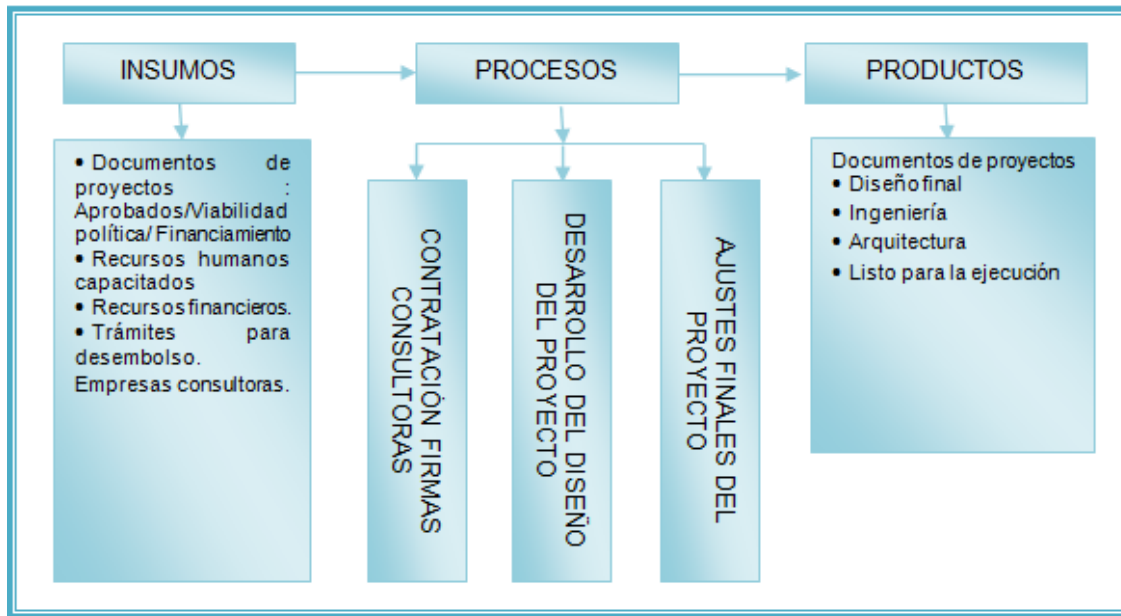 INSUMOS
PROCESOS
PRODUCTOS
• Documentos de
proyectos :
Aprobados/Viabilidad
política/ Financiamiento
• Recursos humanos
capacitados
• Recursos financieros.
• Trámites para
desembolso.
Empresas consultoras.
CONTRATACIÓN FIRMAS
CONSULTORAS
DESARROLLO DEL DISEÑO
DEL PROYECTO
AJUSTES FINALES DEL
PROYECTO
Documentos de proyectos
• Diseño final
• Ingeniería
• Arquitectura
• Listo para la ejecución